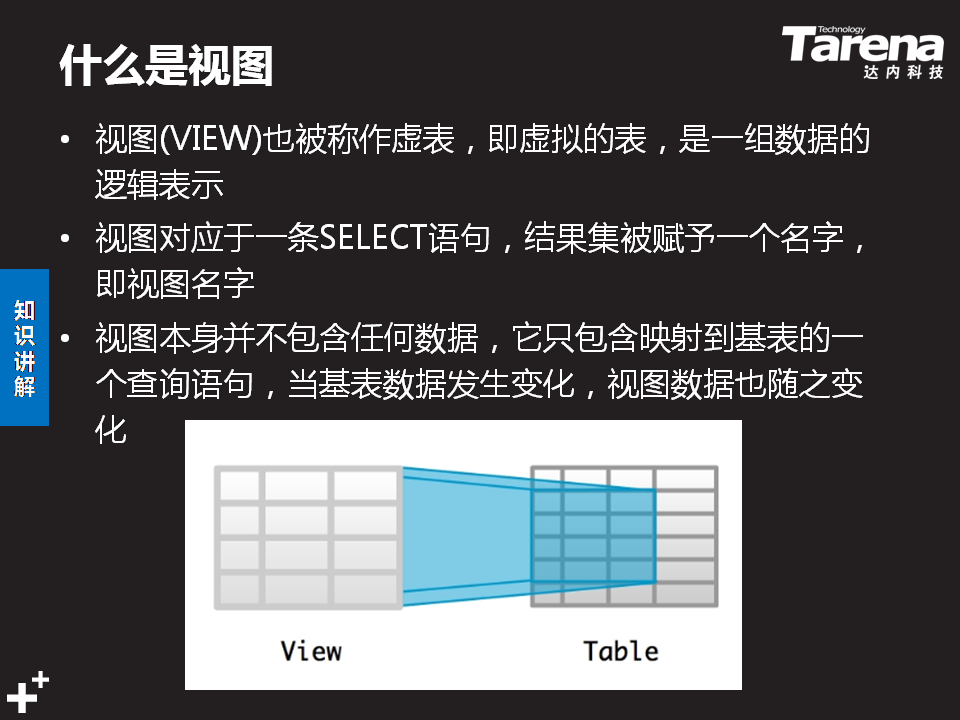 什么是视图
Technology
Tarena
达内科技
• 视图(VIEW)也被称作虚表，即虚拟的表，是一组数据的
逻辑表示
• 视图对应于一条SELECT语句，结果集被赋予一个名字，
即视图名字
知识讲解
• 视图本身并不包含任何数据，它只包含映射到基表的一
个查询语句，当基表数据发生变化，视图数据也随之变
化
View
Table